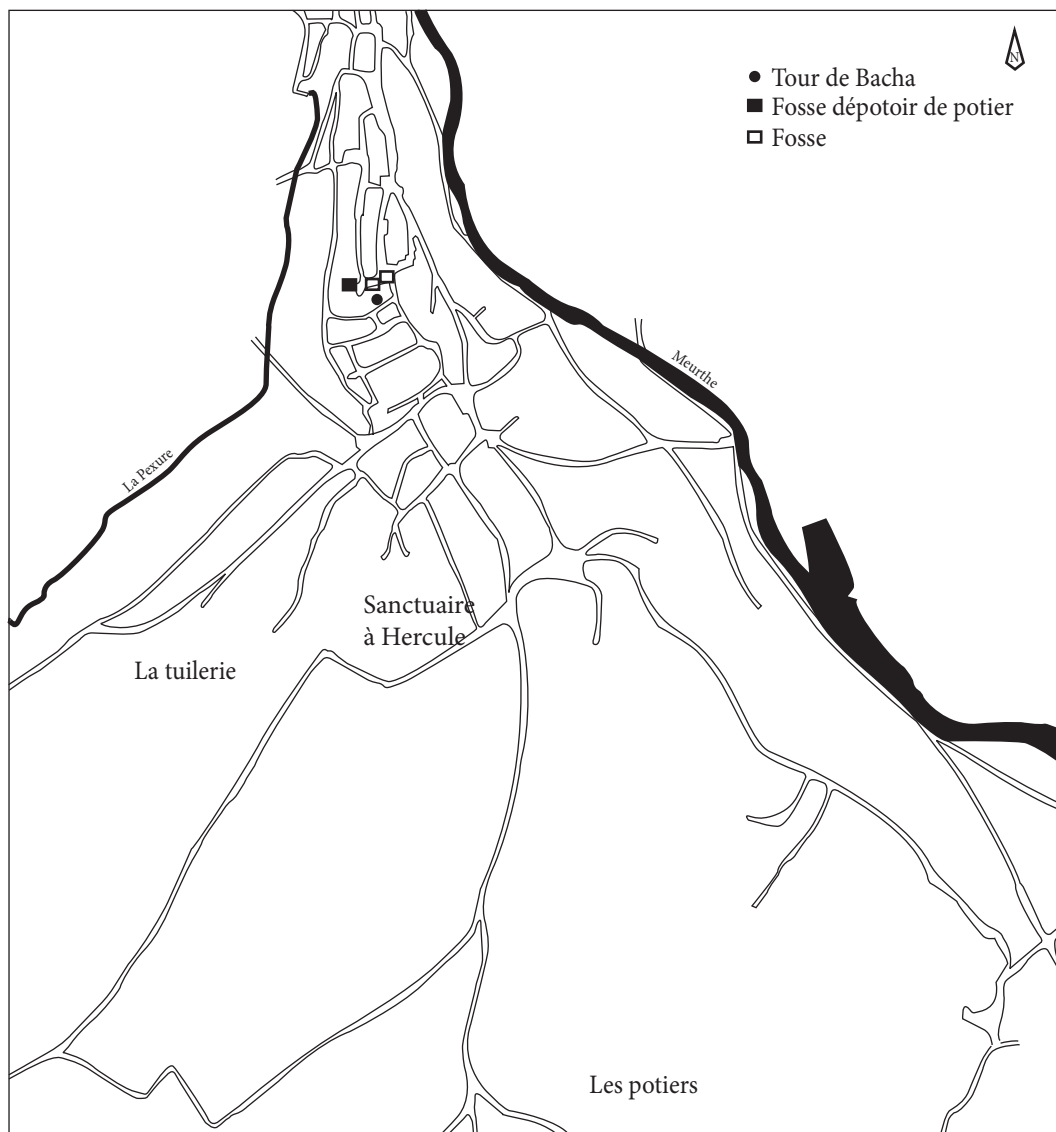 N
Tour de Bacha
Fosse dépotoir de potier
Fosse
Meurthe
La Pexure
Sanctuaire
à Hercule
La tuilerie
Les potiers